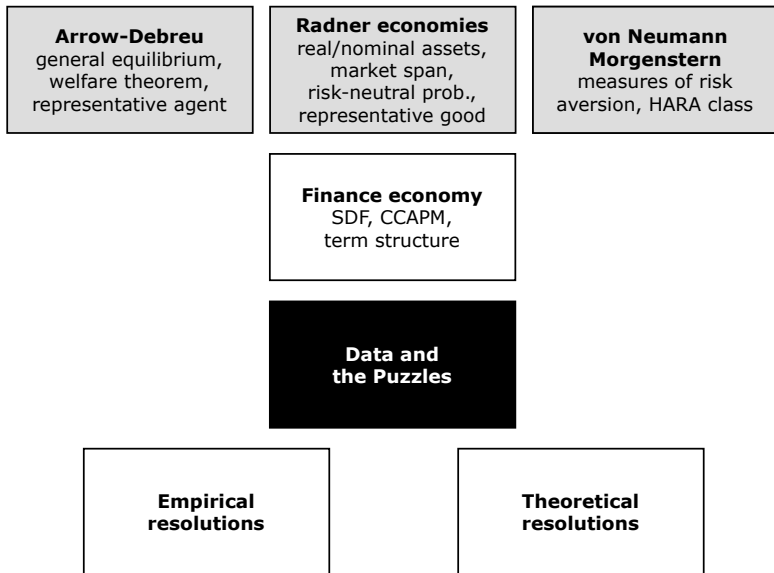 Arrow-Debreu
general equilibrium,
welfare theorem,
representative agent
Radner economies
real/nominal assets,
market span,
risk-neutral prob.,
representative good
von Neumann
Morgenstern
measures of risk
aversion, HARA class
Finance economy
SDF, CCAPM,
term structure
Data and
the Puzzles
Empirical
resolutions
Theoretical
resolutions